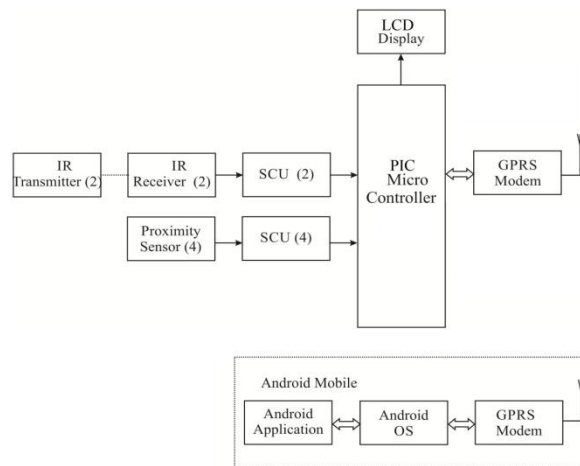 LCD
Display
IR
Transmitter (2)
IR
Receiver (2)
SCU (2)
PIC
Micro
Controller
GPRS
Modem
Proximity
Sensor (4)
SCU (4)
Android Mobile
Android
Application
Android
OS
GPRS
Modem